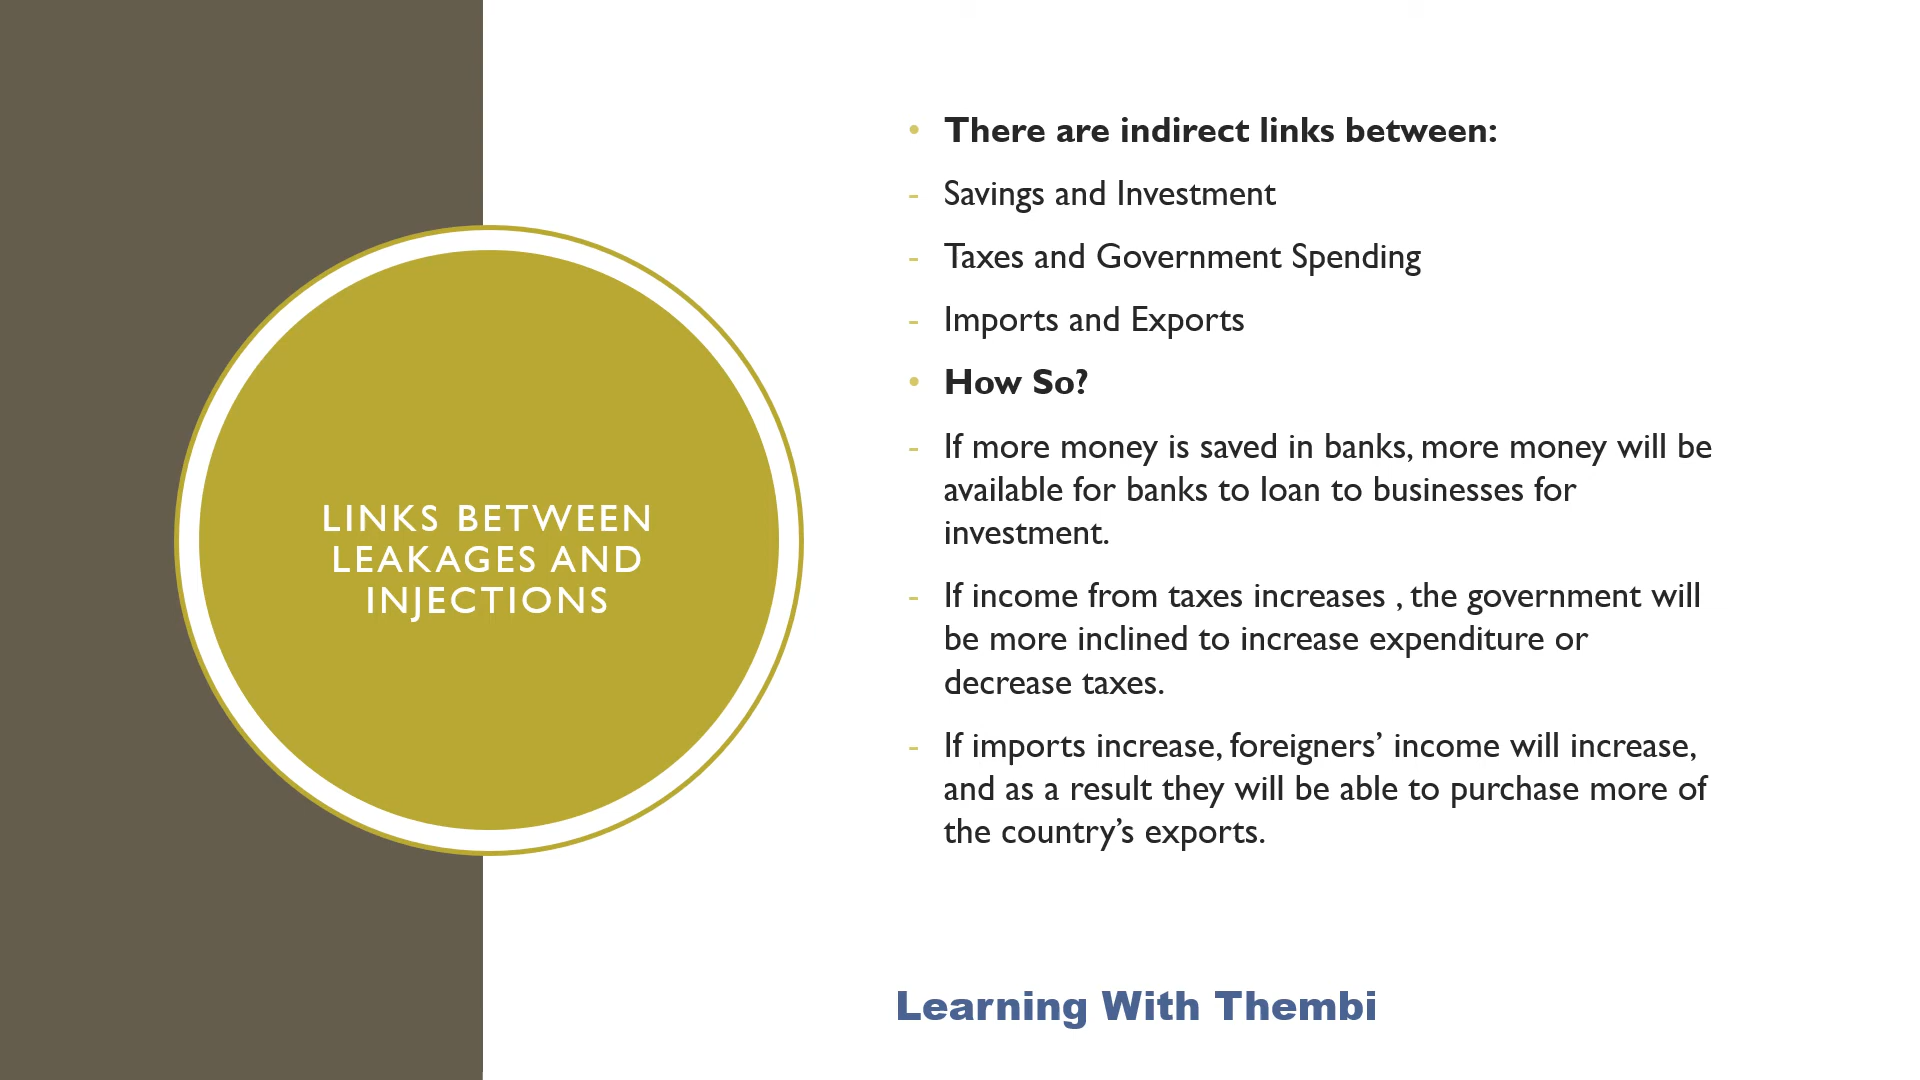 LINKS BETWEEN
LEAKAGES AND
INJECTIONS
• There are indirect links between:
- Savings and Investment
- Taxes and Government Spending
- Imports and Exports
• How So?
- If more money is saved in banks, more money will be
available for banks to loan to businesses for
investment.
- If income from taxes increases , the government will
be more inclined to increase expenditure or
decrease taxes.
- If imports increase, foreigners’ income will increase,
and as a result they will be able to purchase more of
the country’s exports.
Learning With Thembi